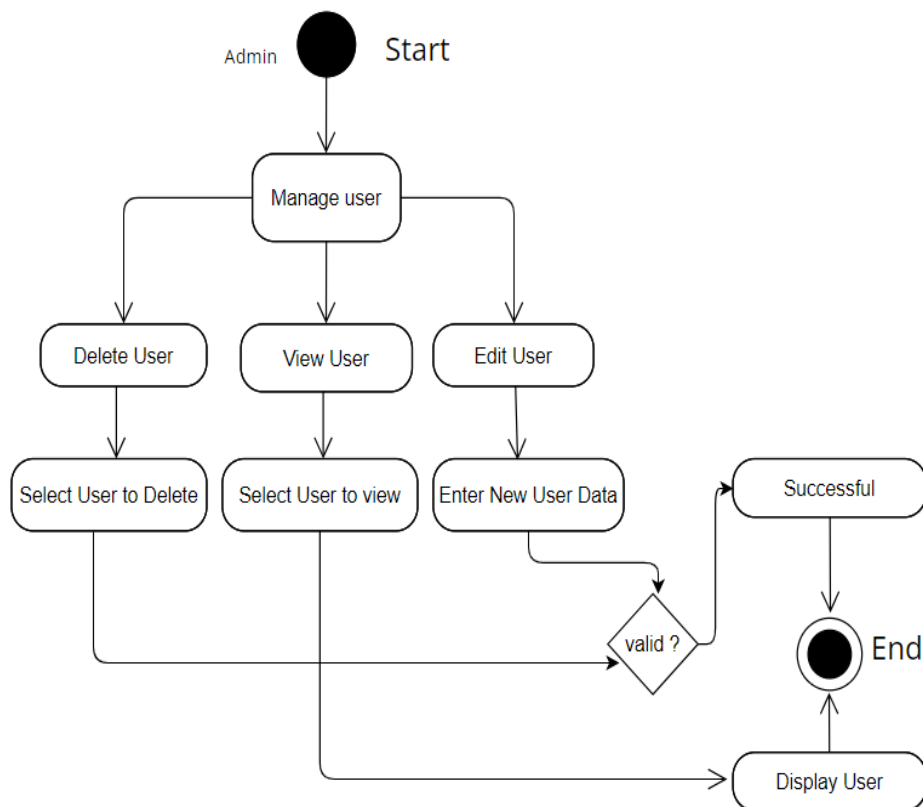 Admin
Start
Manage user
Delete User
View User
Edit User
Select User to Delete
Select User to view
Enter New User Data
Successful
valid ?
End
Display User